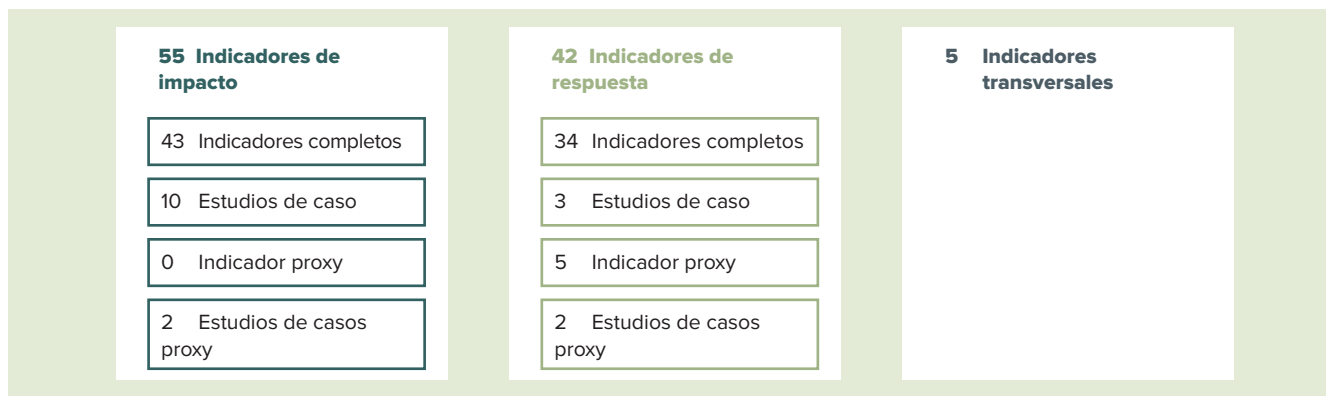 55 Indicadores de
impacto
43 Indicadores completos
10 Estudios de caso
0 Indicador proxy
2 Estudios de casos
proxy
42 Indicadores de
respuesta
34 Indicadores completos
3 Estudios de caso
5 Indicador proxy
2 Estudios de casos
proxy
5 Indicadores
transversales